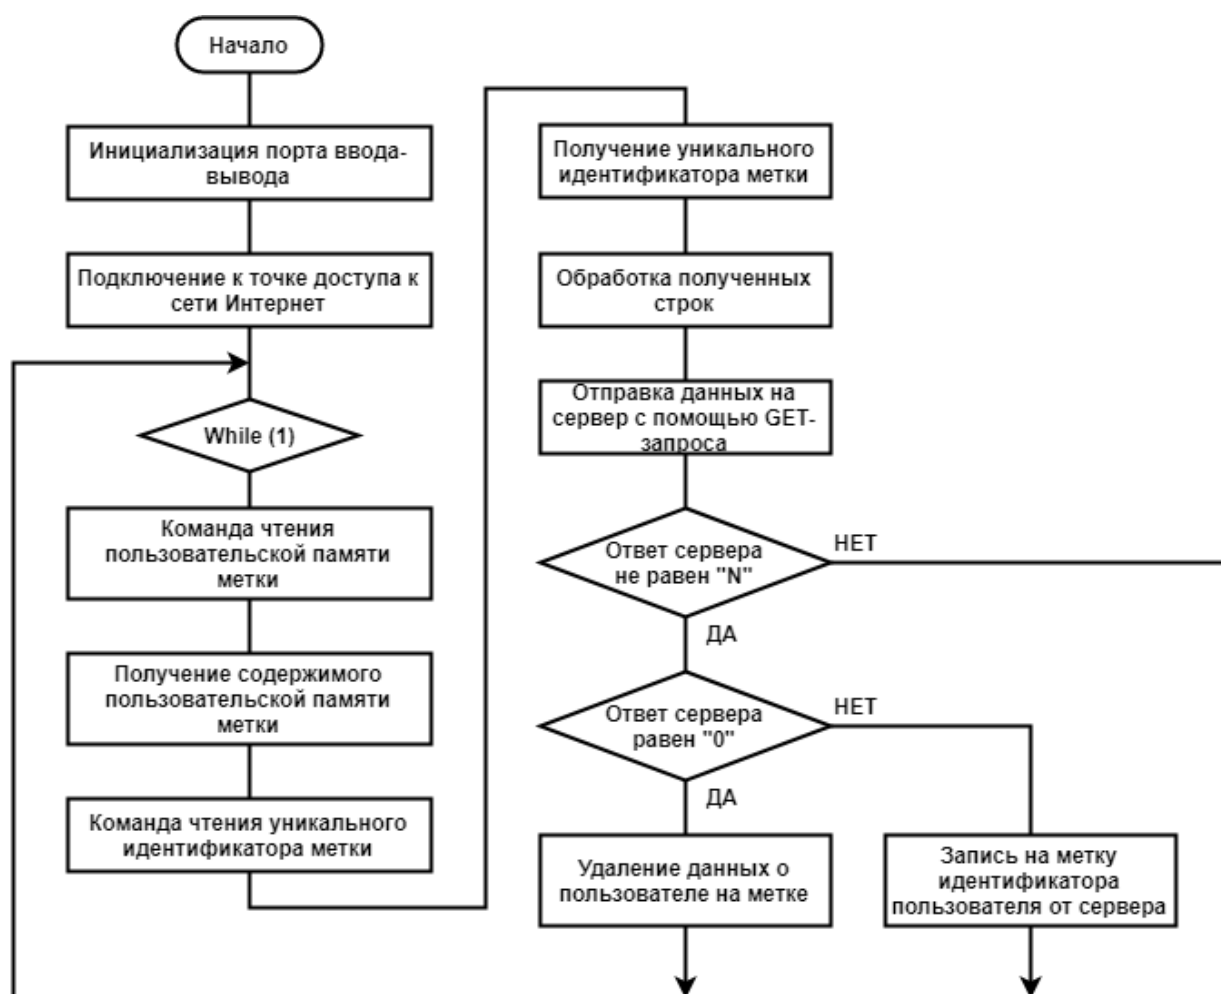 Начало
Инициализация порта ввода-
вывода
Подключение к точке доступа к
сети Интернет
While (1)
Команда чтения
пользовательской памяти
метки
Получение содержимого
пользовательской памяти
метки
Команда чтения уникального
идентификатора метки
Получение уникального
идентификатора метки
Обработка полученных
строк
Отправка данных на
сервер с помощью GET-
запроса
Ответ сервера
не равен "N"
НЕТ
ДА
Ответ сервера
равен "0"
НЕТ
ДА
Удаление данных о
пользователе на метке
Запись на метку
идентификатора
пользователя от сервера